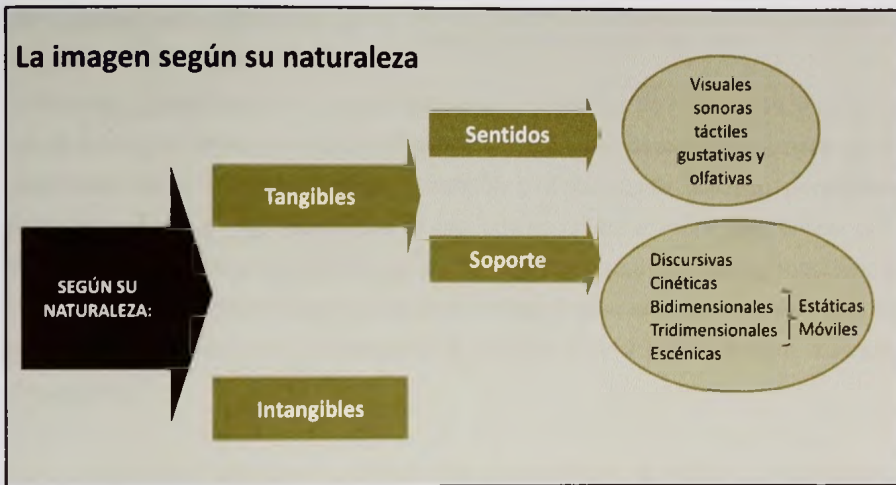 La imagen según su naturaleza
SEGÚN SU
NATURALEZA:
Tangibles
Sentidos
Visuales
sonoras
táctiles
gustativas y
olfativas
Soporte
Discursivas
Cinéticas
Bidimensionales
Tridimensionales
Escénicas
Estáticas
Móviles
Intangibles